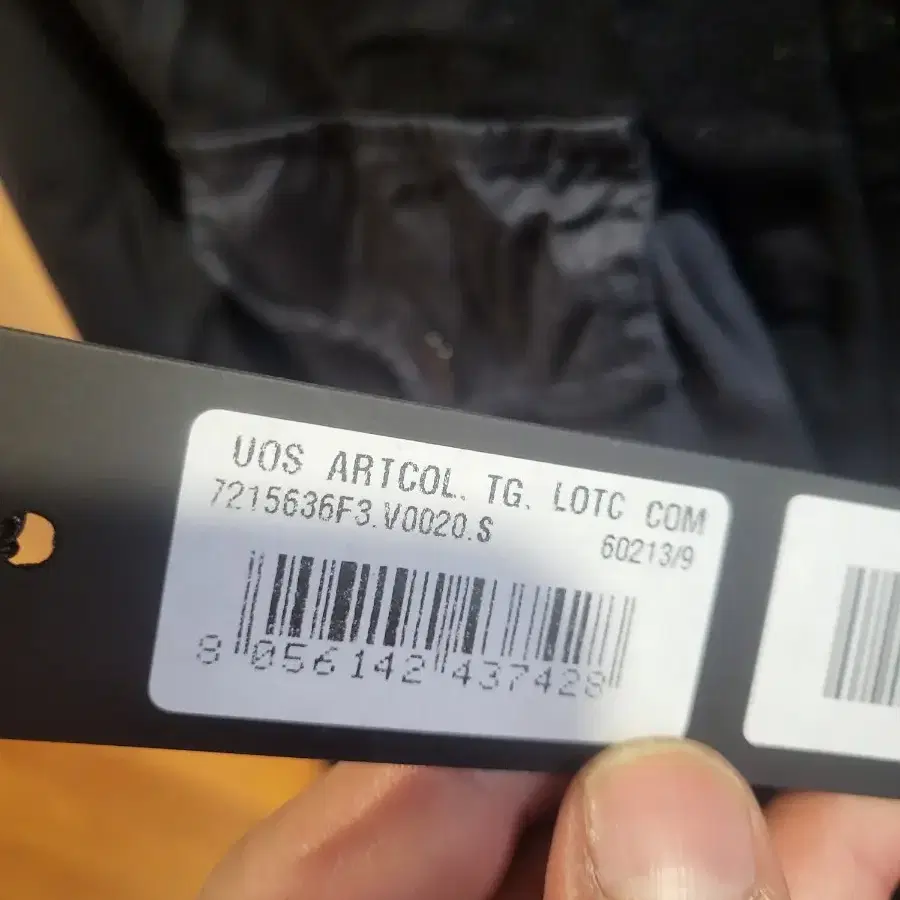 UOS ARTCOL. TG. LOTC COM
7215636F3.V0020.S
60213/9
8 056142 437428